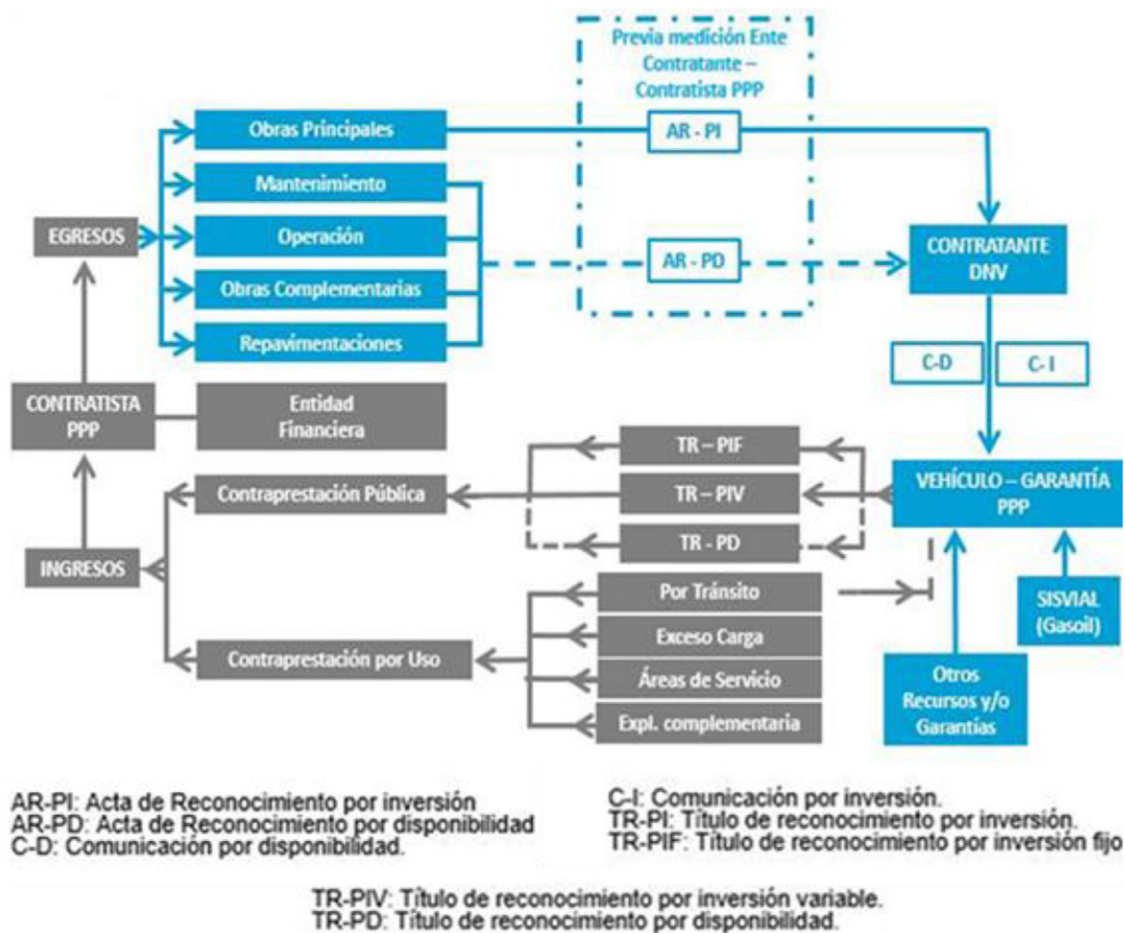 Previa medición Ente
Contratante –
Contratista PPP
Obras Principales
AR - PI
Mantenimiento
EGRESOS
Operación
AR - PD
CONTRATANTE
DNV
Obras Complementarias
Repavimentaciones
C-D
C- I
CONTRATISTA
PPP
Entidad
Financiera
TR – PIF
Contraprestación Pública
TR – PIV
VEHÍCULO – GARANTÍA
PPP
TR - PD
INGRESOS
Por Tránsito
SISVIAL
(Gasoil)
Exceso Carga
Contraprestación por Uso
Áreas de Servicio
Otros
Recursos y/o
Garantías
Expl. complementaria
AR-PI: Acta de Reconocimiento por inversión
AR-PD: Acta de Reconocimiento por disponibilidad
C-D: Comunicación por disponibilidad.
C-I: Comunicación por inversión.
TR-PI: Título de reconocimiento por inversión.
TR-PIF: Título de reconocimiento por inversión fijo
TR-PIV: Título de reconocimiento por inversión variable.
TR-PD: Título de reconocimiento por disponibilidad.